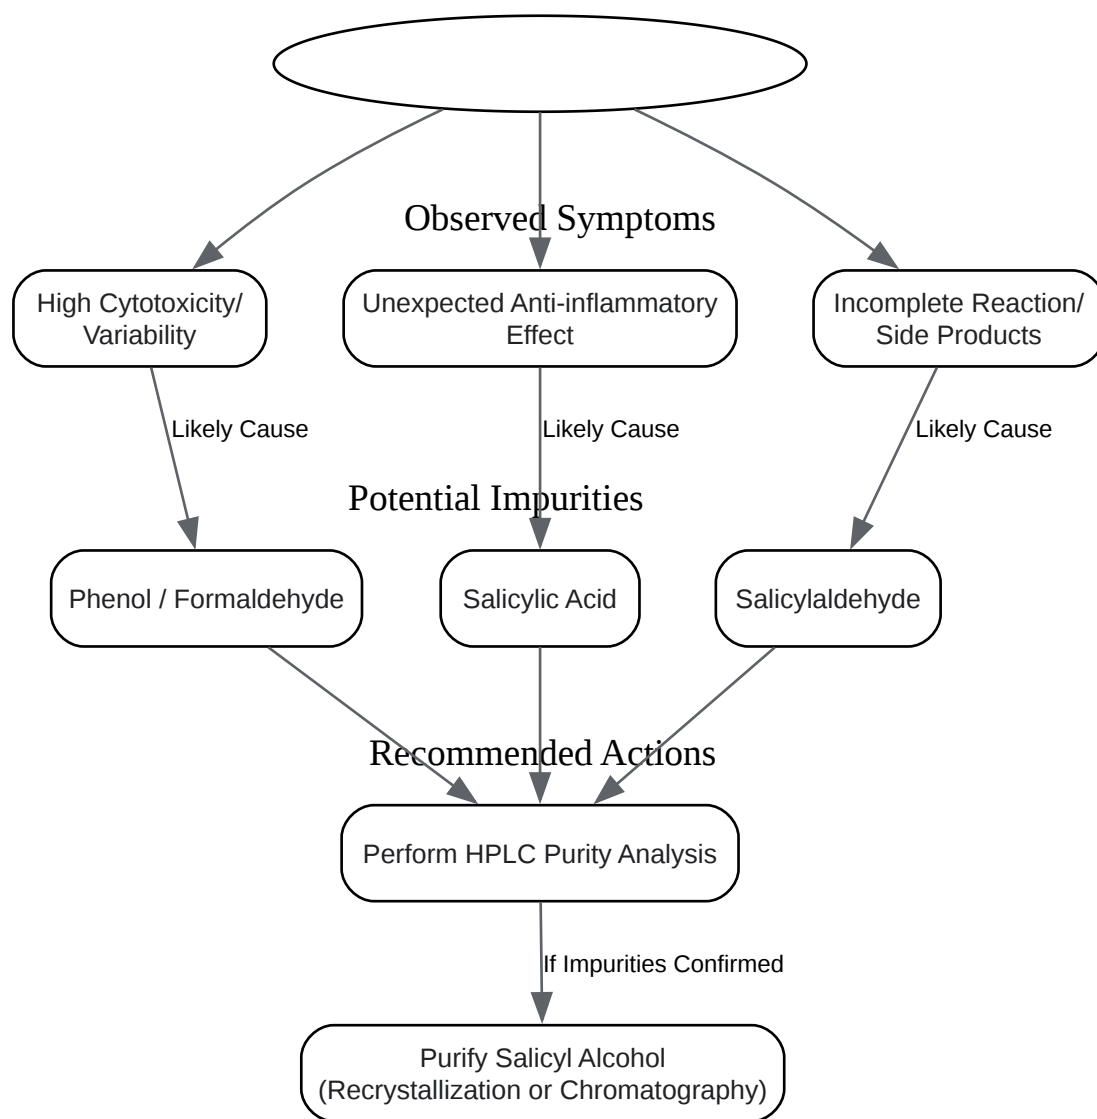 Observed Symptoms
High Cytotoxicity/
Variability
Unexpected Anti-inflammatory
Effect
Incomplete Reaction/
Side Products
Likely Cause
Likely Cause
Likely Cause
Potential Impurities
Phenol / Formaldehyde
Salicylic Acid
Salicylaldehyde
Recommended Actions
Perform HPLC Purity Analysis
If Impurities Confirmed
Purify Salicyl Alcohol
(Recrystallization or Chromatography)